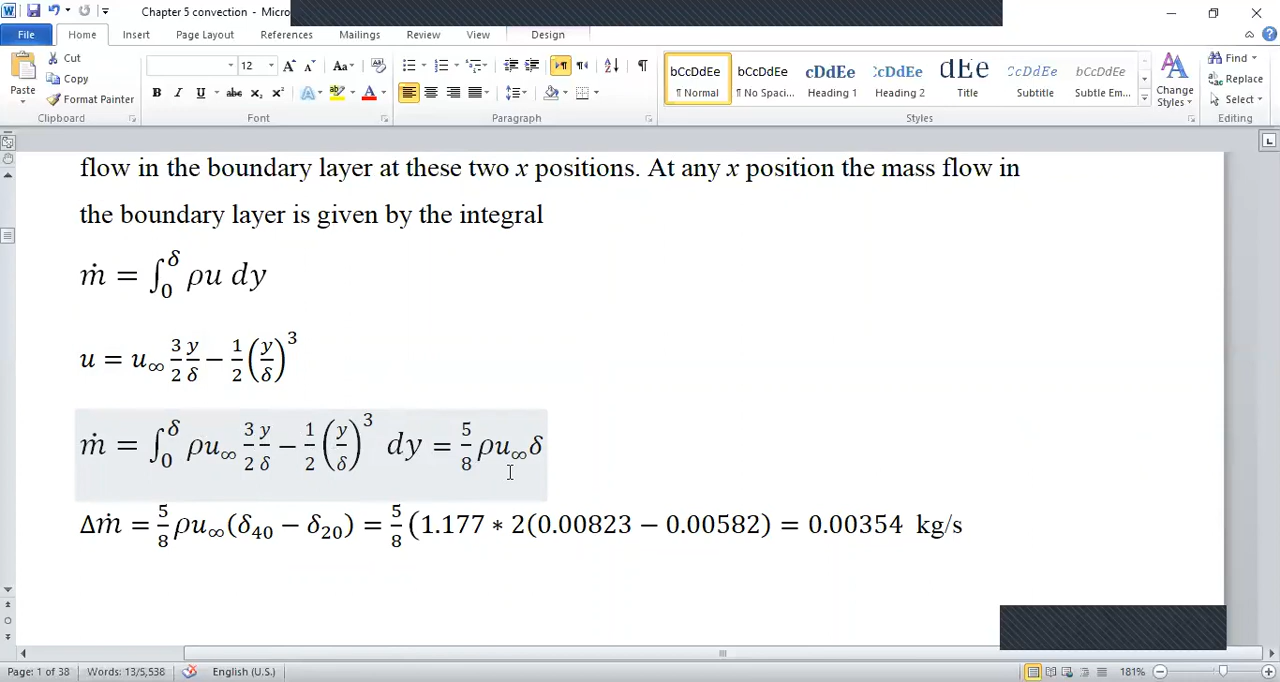 Chapter 5 convection - Micro
File Home Insert Page Layout References Mailings Review View Design
Cut
Copy
Format Painter
Paste
12
Aa
B I U abc x₂ x² A A
bCcDdEe bCcDdEe cDdEe :cDdEe dEe CcDdEe bCcDdEe
¶ Normal ¶ No Spaci... Heading 1 Heading 2 Title Subtitle Subtle Em...
Change Styles
Find
Replace
Select
Clipboard Font Paragraph Styles Editing
flow in the boundary layer at these two x positions. At any x position the mass flow in
the boundary layer is given by the integral
ṁ = ∫₀^δ ρu dy
u = u∞ 3/2 y/δ − 1/2 (y/δ)³
ṁ = ∫₀^δ ρu∞ 3/2 y/δ − 1/2 (y/δ)³ dy = 5/8 ρu∞δ
Δṁ = 5/8 ρu∞(δ₄₀ − δ₂₀) = 5/8 (1.177 * 2(0.00823 − 0.00582) = 0.00354 kg/s
Page: 1 of 38 Words: 13/5,538 English (U.S.) 181%